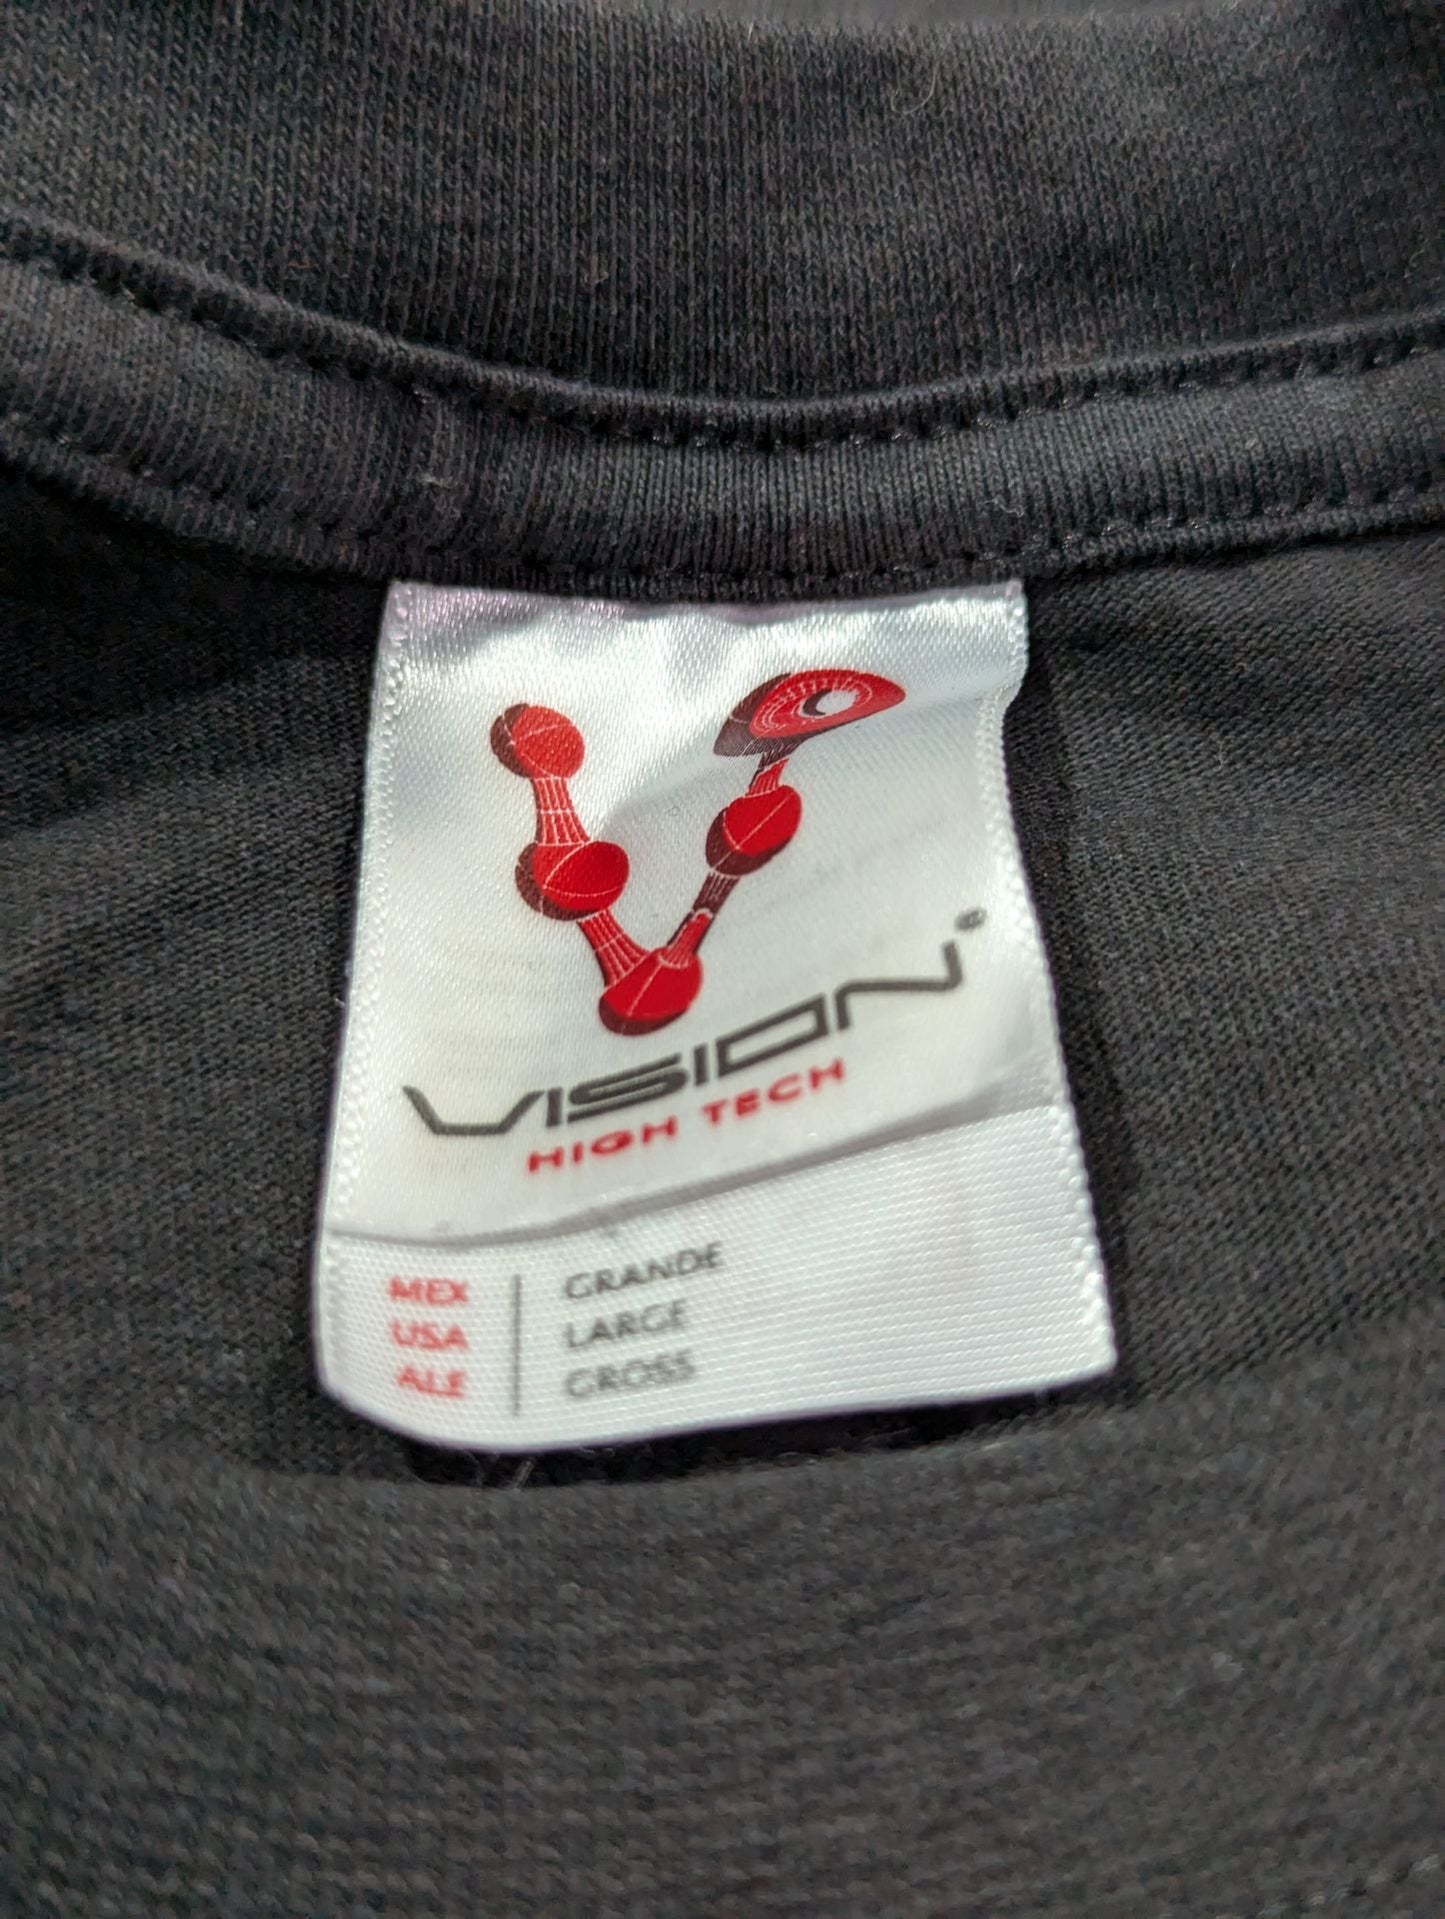 VISION®
HIGH TECH
MEX | GRANDE
USA | LARGE
ALE | GROSS